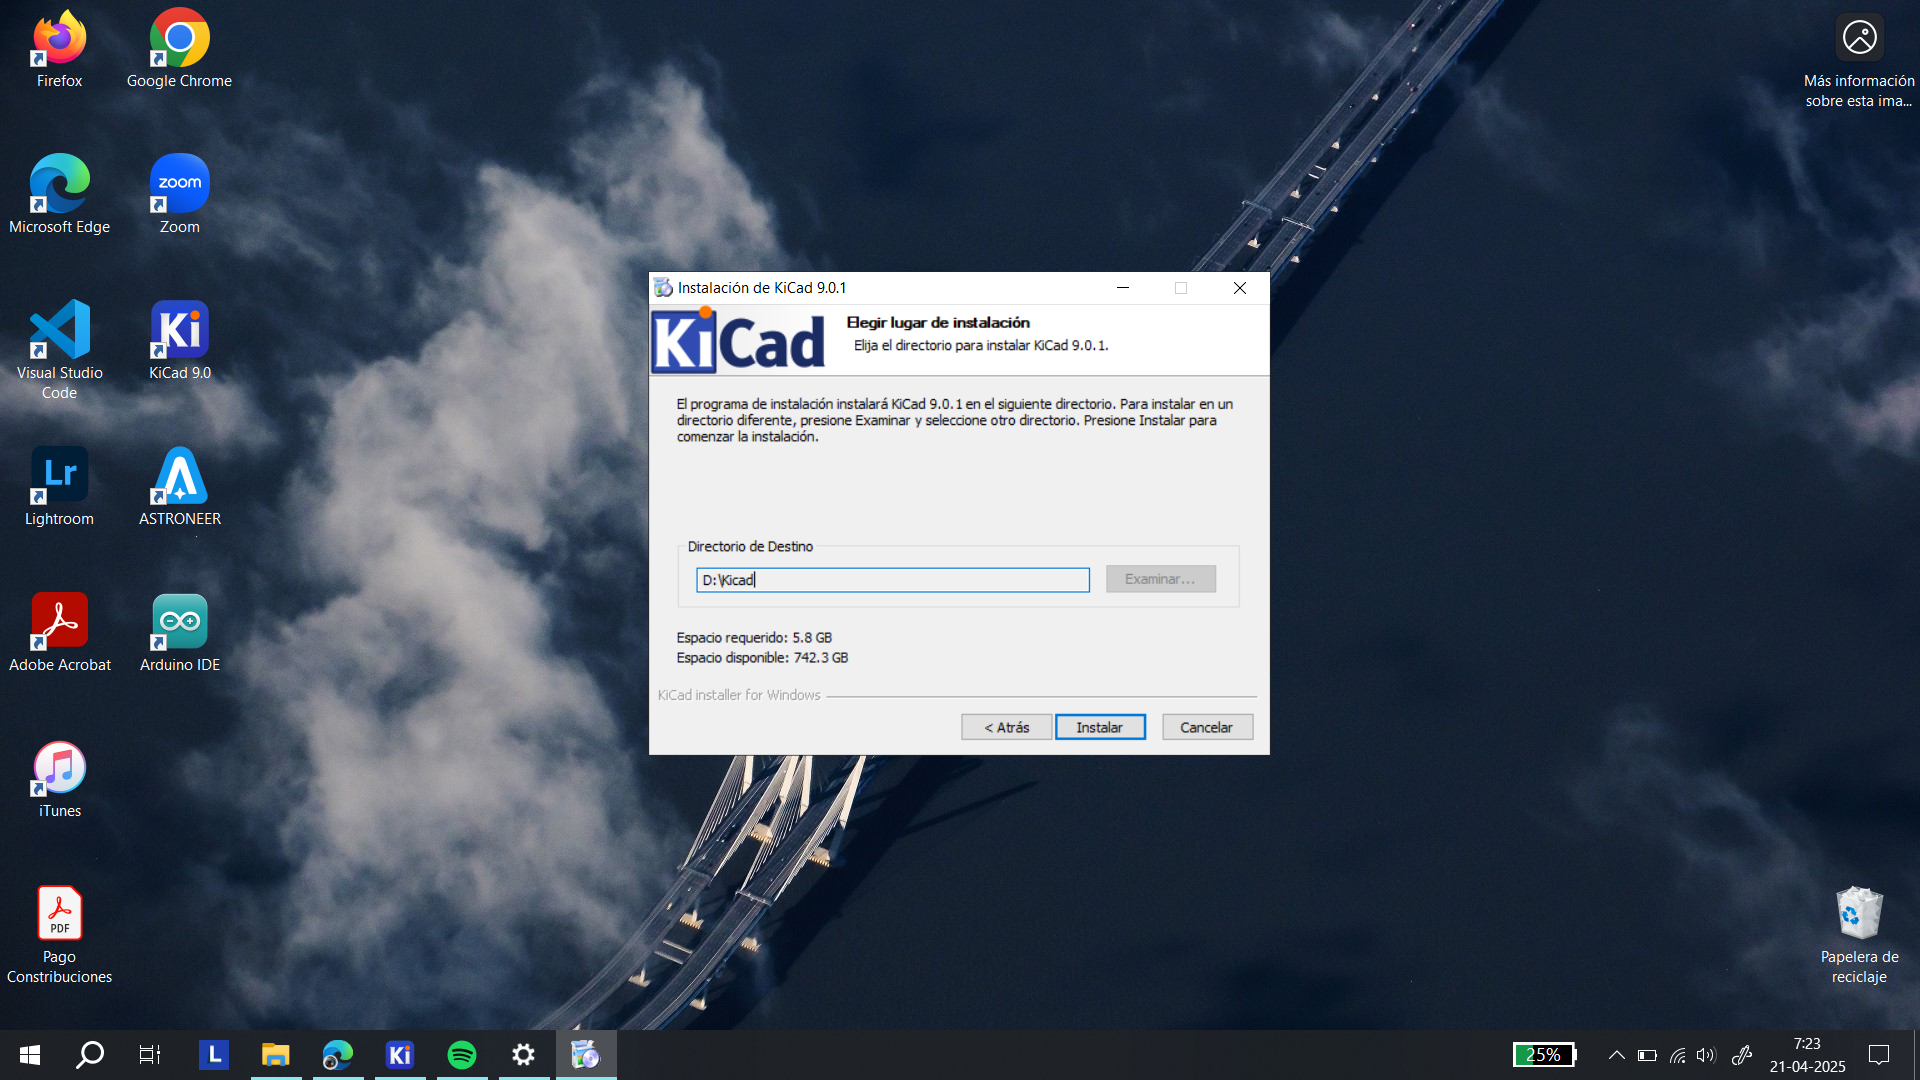 Firefox
Google Chrome
Más información
sobre esta ima...
zoom
Microsoft Edge
Zoom
Instalación de KiCad 9.0.1
KiCad
Elegir lugar de instalación
Elija el directorio para instalar KiCad 9.0.1.
Ki
Visual Studio
Code
KiCad 9.0
El programa de instalación instalará KiCad 9.0.1 en el siguiente directorio. Para instalar en un
directorio diferente, presione Examinar y seleccione otro directorio. Presione Instalar para
comenzar la instalación.
Lr
Lightroom
ASTRONEER
Directorio de Destino
D:\Kicad
Examinar...
Adobe Acrobat
Arduino IDE
Espacio requerido: 5.8 GB
Espacio disponible: 742.3 GB
KiCad installer for Windows
< Atrás
Instalar
Cancelar
iTunes
PDF
Pago
Constribuciones
Papelera de
reciclaje
L
Ki
25%
7:23
21-04-2025